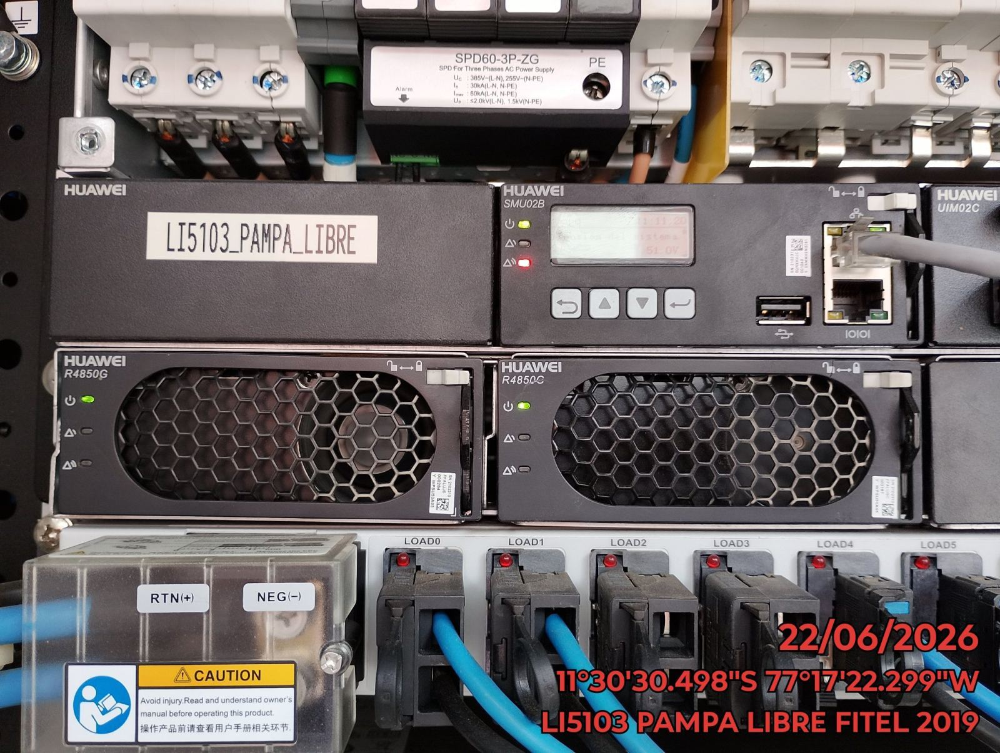 SPD60-3P-ZG
SPD For Three Phases AC Power Supply
Uc : 385V~(L-N), 255V~(N-PE)
In : 30kA(L-N, N-PE)
Imax : 60kA(L-N, N-PE)
Up : ≤2.0kV(L-N), 1.5kV(N-PE)
Alarm
PE
HUAWEI
LI5103_PAMPA_LIBRE
HUAWEI
SMU02B
sistema
51.0V
IOIOI
HUAWEI
UIM02C
HUAWEI
R4850G
HUAWEI
R4850G
LOAD0
LOAD1
LOAD2
LOAD3
LOAD4
LOAD5
RTN(+)
NEG(-)
CAUTION
Avoid injury.Read and understand owner's
manual before operating this product.
操作产品前请查看用户手册相关环节.
22/06/2026
11°30'30.498"S 77°17'22.299"W
LI5103 PAMPA LIBRE FITEL 2019